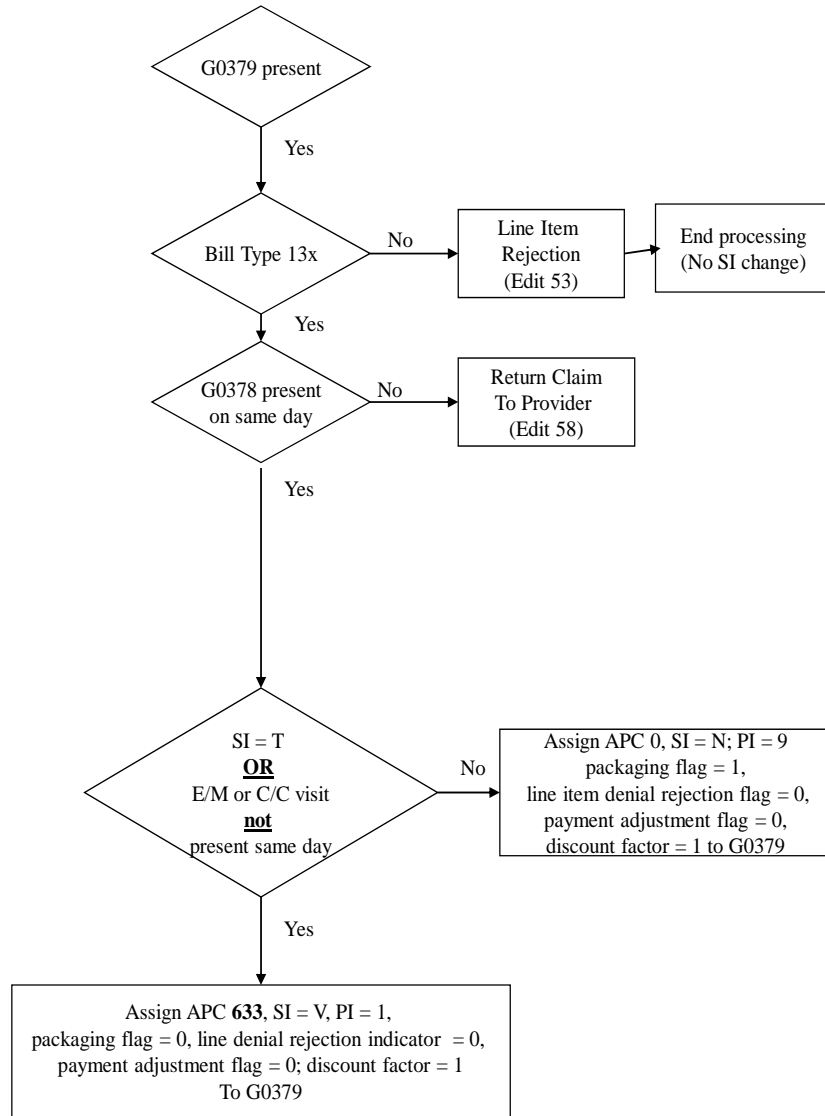 G0379 present
Yes
Bill Type 13x
No
Line Item
Rejection
(Edit 53)
End processing
(No SI change)
Yes
G0378 present
on same day
No
Return Claim
To Provider
(Edit 58)
Yes
SI = T
OR
E/M or C/C visit
not
present same day
No
Assign APC 0, SI = N; PI = 9
packaging flag = 1,
line item denial rejection flag = 0,
payment adjustment flag = 0,
discount factor = 1 to G0379
Yes
Assign APC 633, SI = V, PI = 1,
packaging flag = 0, line denial rejection indicator = 0,
payment adjustment flag = 0; discount factor = 1
To G0379